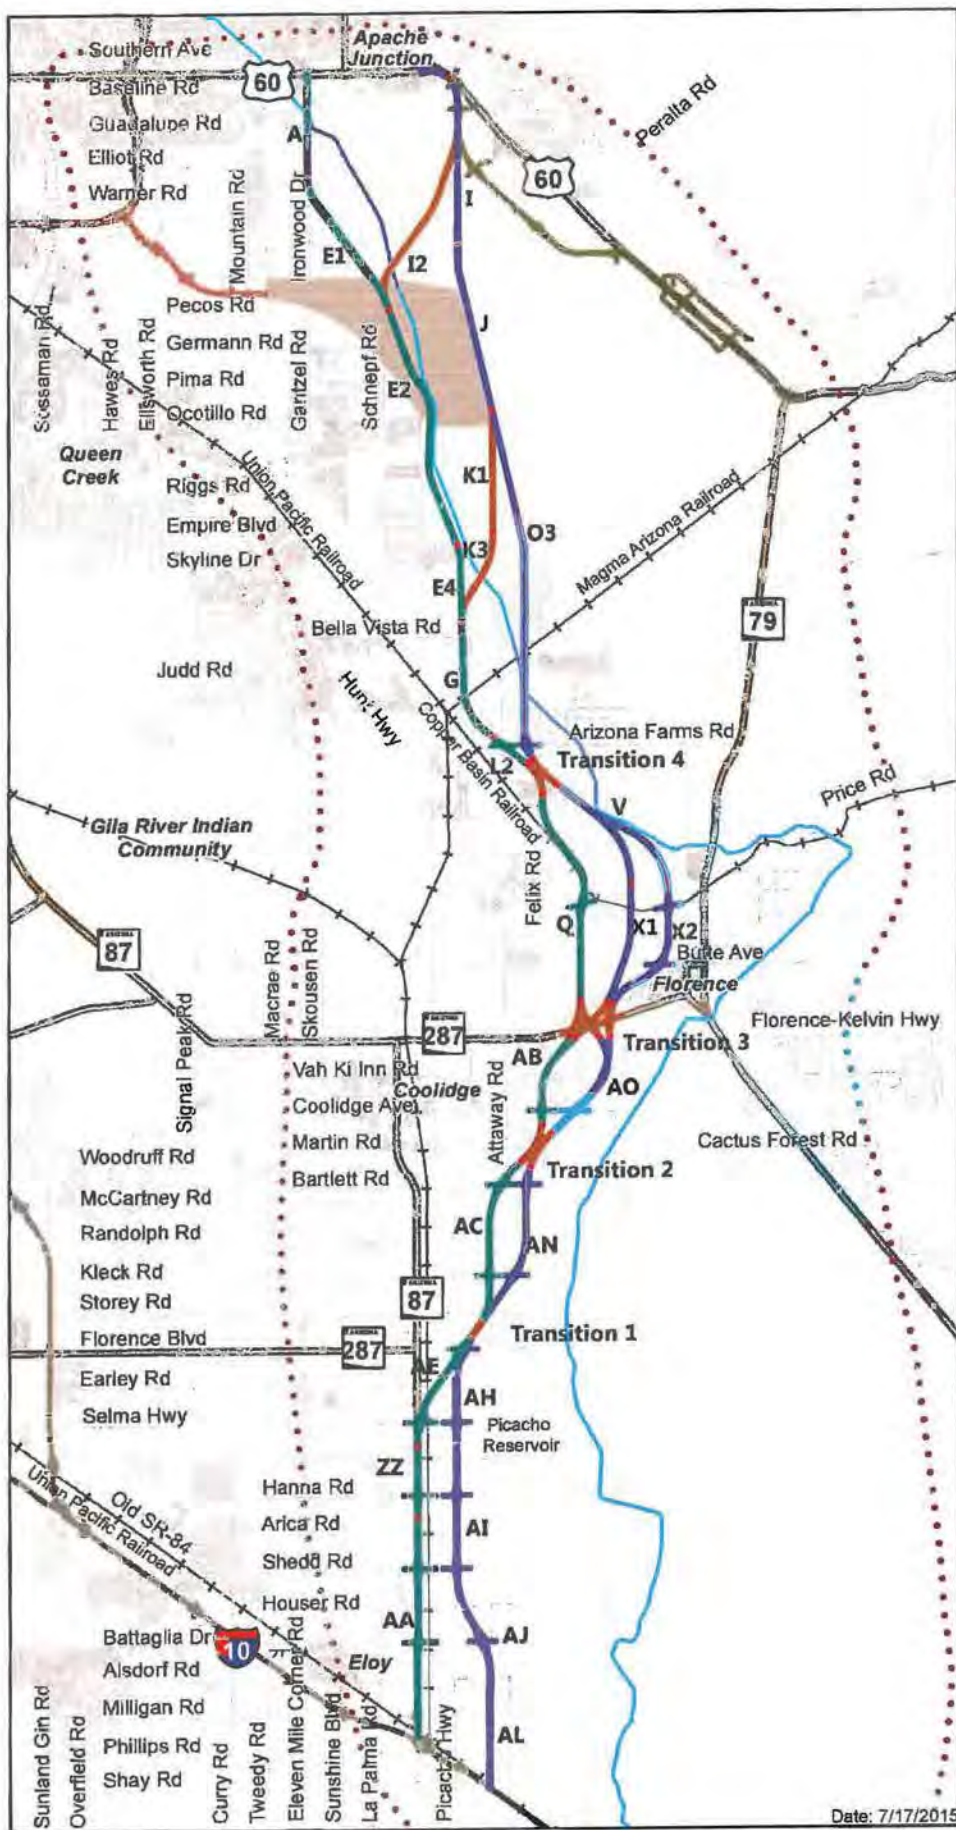 Southern Ave
Apache
Junction
60
Baseline Rd
Guadalupe Rd
Peralta Rd
A
Elliot Rd
60
Warner Rd
Mountain Rd
Ironwood Dr
I
E1
I2
Pecos Rd
J
Sossaman Rd
Hawes Rd
Ellsworth Rd
Gantzel Rd
Schnepf Rd
Germann Rd
Pima Rd
E2
Ocotillo Rd
Queen
Creek
Union Pacific Railroad
Riggs Rd
K1
Magma Arizona Railroad
Empire Blvd
O3
Skyline Dr
K3
E4
ARIZONA
79
Bella Vista Rd
Judd Rd
G
Hunt Hwy
Copper Basin Railroad
Arizona Farms Rd
L2
Transition 4
Price Rd
V
Gila River Indian
Community
Felix Rd
Q
X1
X2
87
Butte Ave
Florence
Macrae Rd
Skousen Rd
Signal Peak Rd
287
Florence-Kelvin Hwy
AB
Transition 3
Vah Ki Inn Rd
Coolidge
AO
Attaway Rd
Coolidge Ave
Martin Rd
Cactus Forest Rd
Woodruff Rd
Bartlett Rd
Transition 2
McCartney Rd
Randolph Rd
AC
AN
Kleck Rd
Storey Rd
87
Florence Blvd
287
Transition 1
AE
Earley Rd
AH
Selma Hwy
Picacho
Reservoir
ZZ
Hanna Rd
Old SR-84
Union Pacific Railroad
Arica Rd
AI
Shedd Rd
Houser Rd
AA
Battaglia Dr
10
AJ
Eloy
Alsdorf Rd
Milligan Rd
Phillips Rd
AL
Shay Rd
Sunland Gin Rd
Overfield Rd
Curry Rd
Tweedy Rd
Eleven Mile Corner Rd
Sunshine Blvd
La Palma Rd
Hwy
Date: 7/17/2015